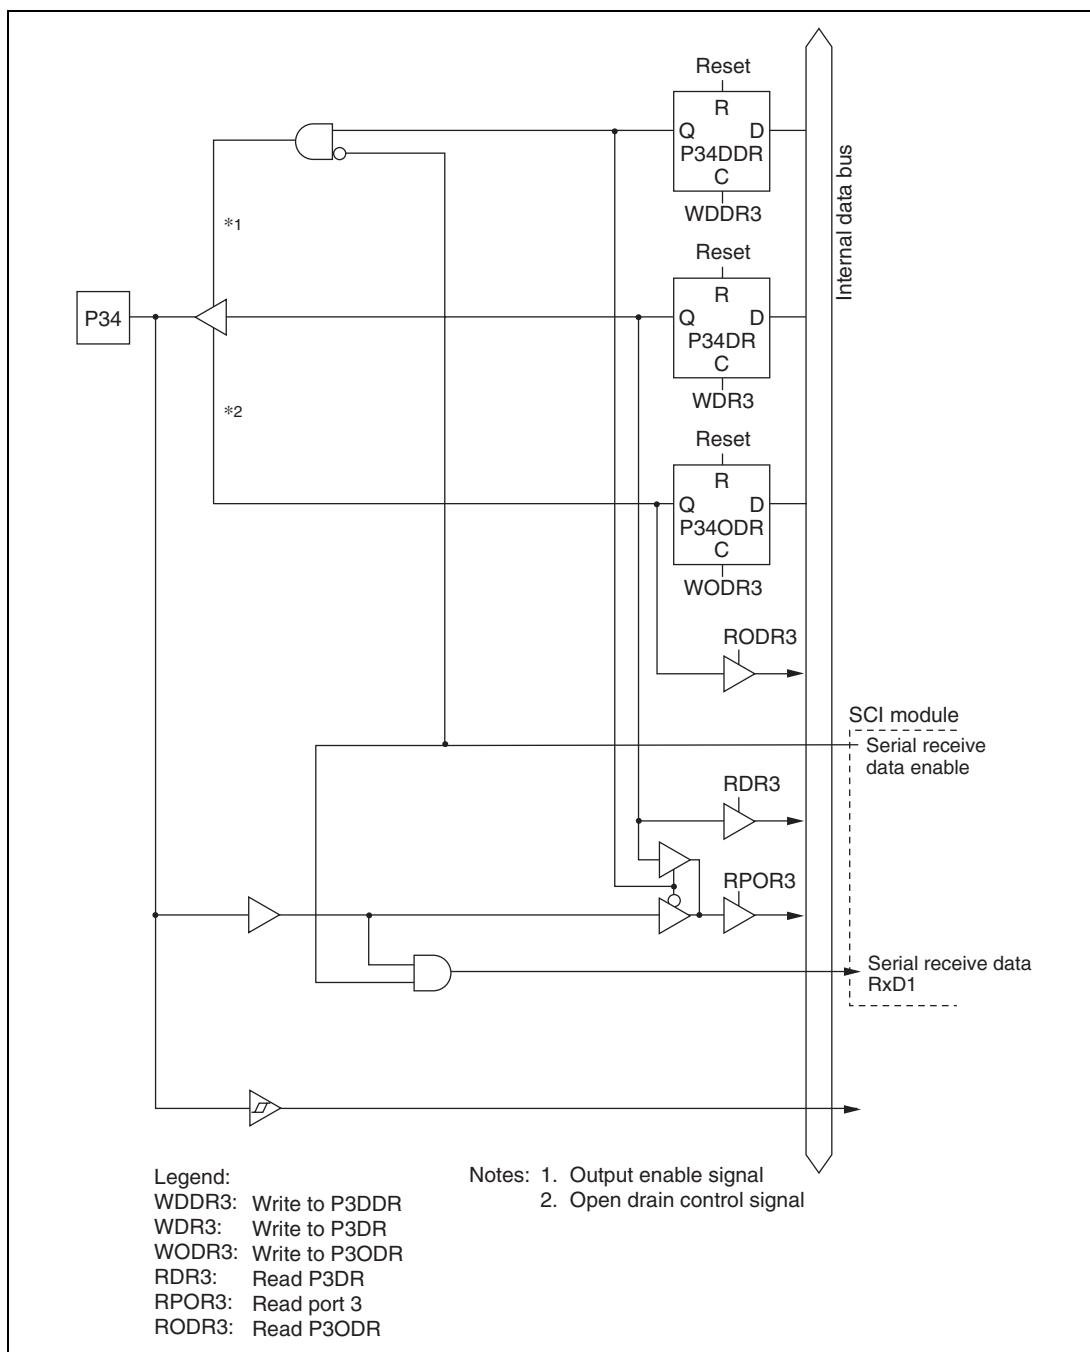 Reset
R
Q D
P34DDR
C
WDDR3
Internal data bus
*1
Reset
R
P34
Q D
P34DR
C
WDR3
*2
Reset
R
Q D
P34ODR
C
WODR3
RODR3
SCI module
Serial receive
data enable
RDR3
RPOR3
Serial receive data
RxD1
Legend:
WDDR3: Write to P3DDR
WDR3: Write to P3DR
WODR3: Write to P3ODR
RDR3: Read P3DR
RPOR3: Read port 3
RODR3: Read P3ODR
Notes: 1. Output enable signal
2. Open drain control signal